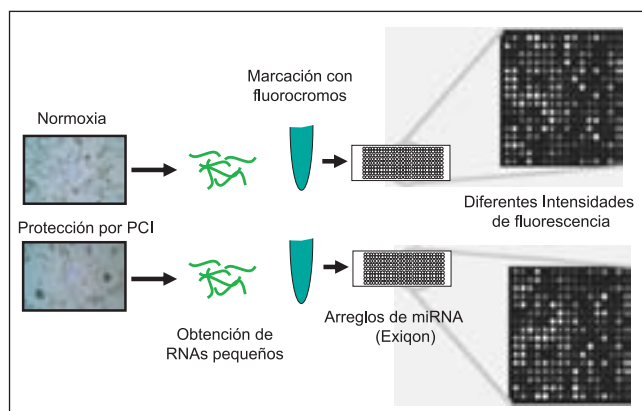 Marcación con
fluorocromos
Normoxia
Diferentes Intensidades
de fluorescencia
Protección por PCI
Obtención de
RNAs pequeños
Arreglos de miRNA
(Exiqon)